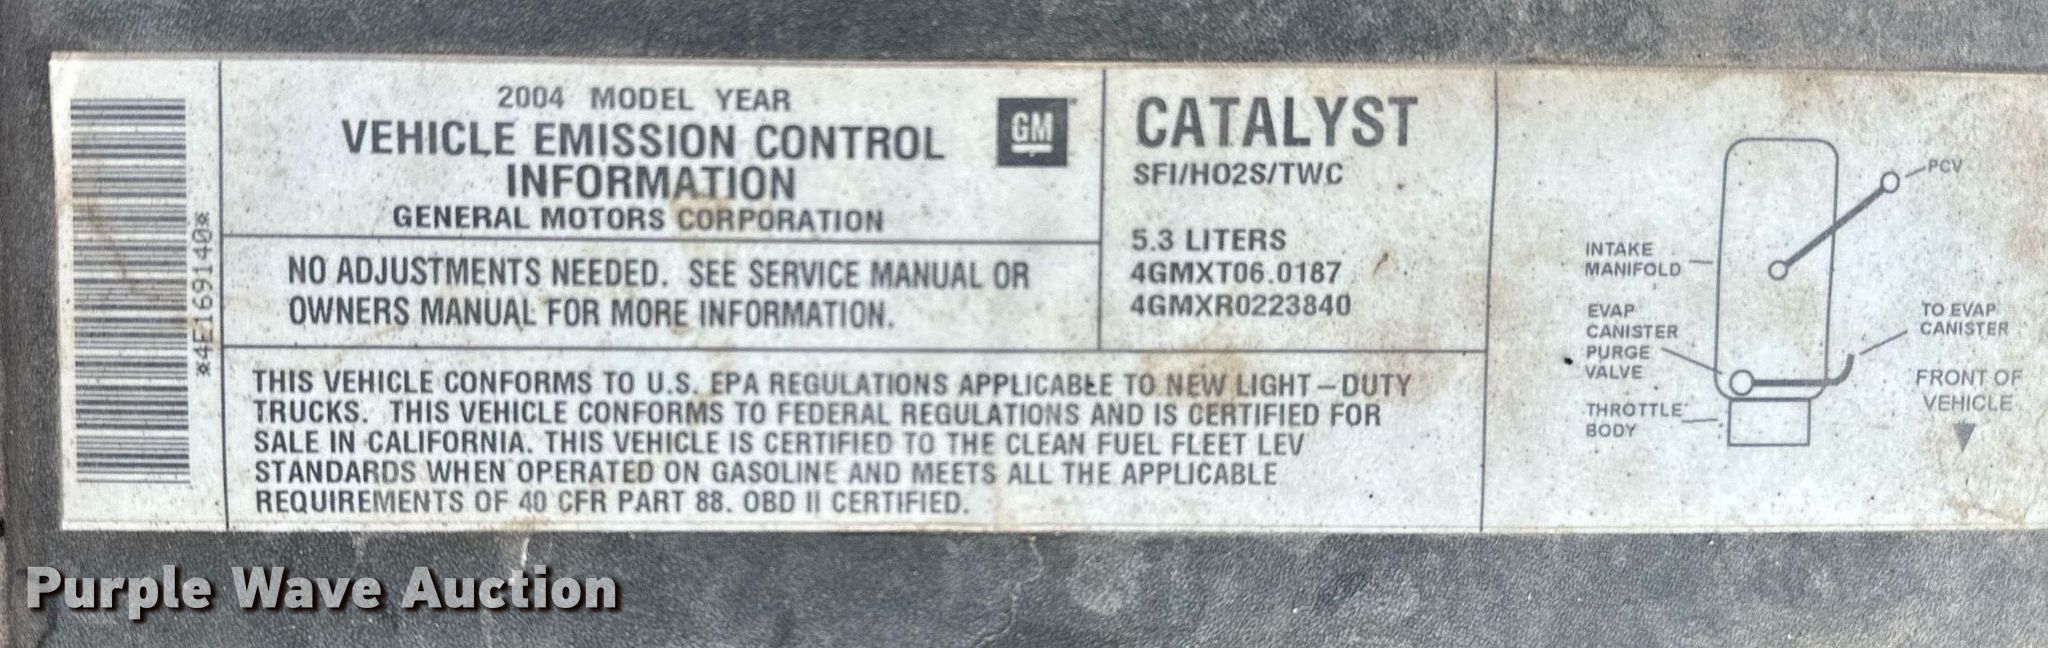 *4E169140*
2004 MODEL YEAR
VEHICLE EMISSION CONTROL
INFORMATION
GENERAL MOTORS CORPORATION
GM
NO ADJUSTMENTS NEEDED. SEE SERVICE MANUAL OR
OWNERS MANUAL FOR MORE INFORMATION.
CATALYST
SFI/HO2S/TWC
5.3 LITERS
4GMXT06.0187
4GMXR0223840
THIS VEHICLE CONFORMS TO U.S. EPA REGULATIONS APPLICABLE TO NEW LIGHT-DUTY
TRUCKS. THIS VEHICLE CONFORMS TO FEDERAL REGULATIONS AND IS CERTIFIED FOR
SALE IN CALIFORNIA. THIS VEHICLE IS CERTIFIED TO THE CLEAN FUEL FLEET LEV
STANDARDS WHEN OPERATED ON GASOLINE AND MEETS ALL THE APPLICABLE
REQUIREMENTS OF 40 CFR PART 88. OBD II CERTIFIED.
PCV
INTAKE
MANIFOLD
EVAP
CANISTER
PURGE
VALVE
THROTTLE
BODY
TO EVAP
CANISTER
FRONT OF
VEHICLE
Purple Wave Auction